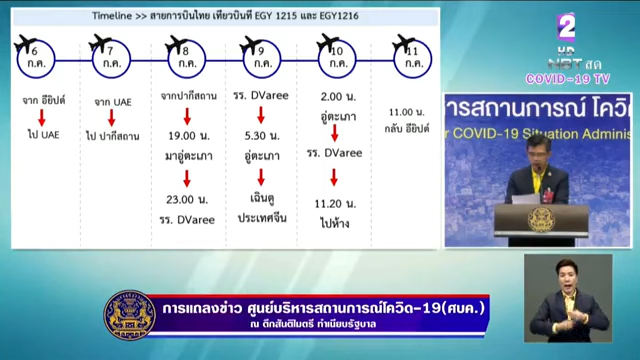 Timeline >> สายการบินไทย เที่ยวบินที่ EGY 1215 และ EGY1216
6 ก.ค.
7 ก.ค.
8 ก.ค.
9 ก.ค.
10 ก.ค.
11 ก.ค.
จาก อียิปต์
ไป UAE
จาก UAE
ไป ปากีสถาน
จากปากีสถาน
19.00 น.
มาอู่ตะเภา
23.00 น.
รร. DVaree
รร. DVaree
5.30 น.
อู่ตะเภา
เฉินตู
ประเทศจีน
2.00 น.
อู่ตะเภา
รร. DVaree
11.20 น.
ไปห้าง
11.00 น.
กลับ อียิปต์
2
HD
NBT สด
COVID-19 TV
หารสถานการณ์ โควิ
r COVID-19 Situation Adminis
การแถลงข่าว ศูนย์บริหารสถานการณ์โควิด-19(ศบค.)
ณ ตึกสันติไมตรี ทำเนียบรัฐบาล